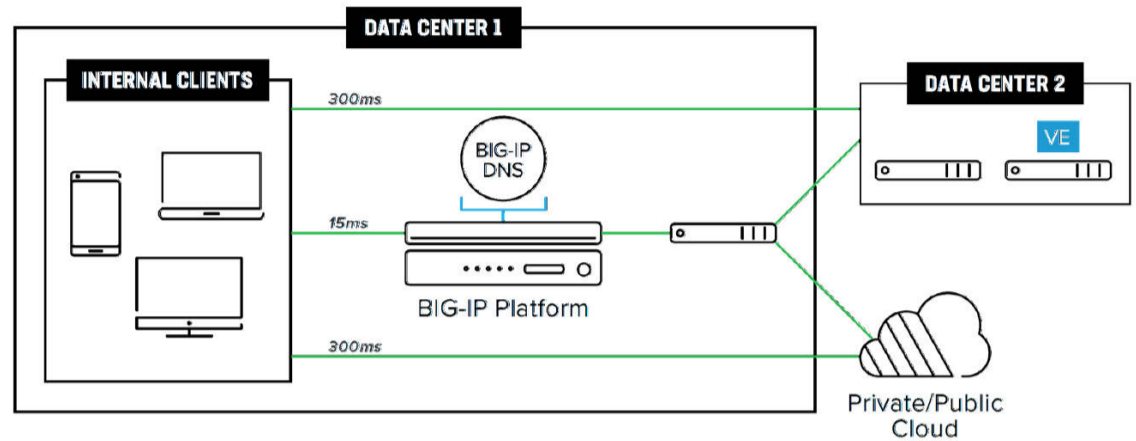 DATA CENTER 1
INTERNAL CLIENTS
DATA CENTER 2
300ms
VE
BIG-IP
DNS
15ms
BIG-IP Platform
300ms
Private/Public
Cloud